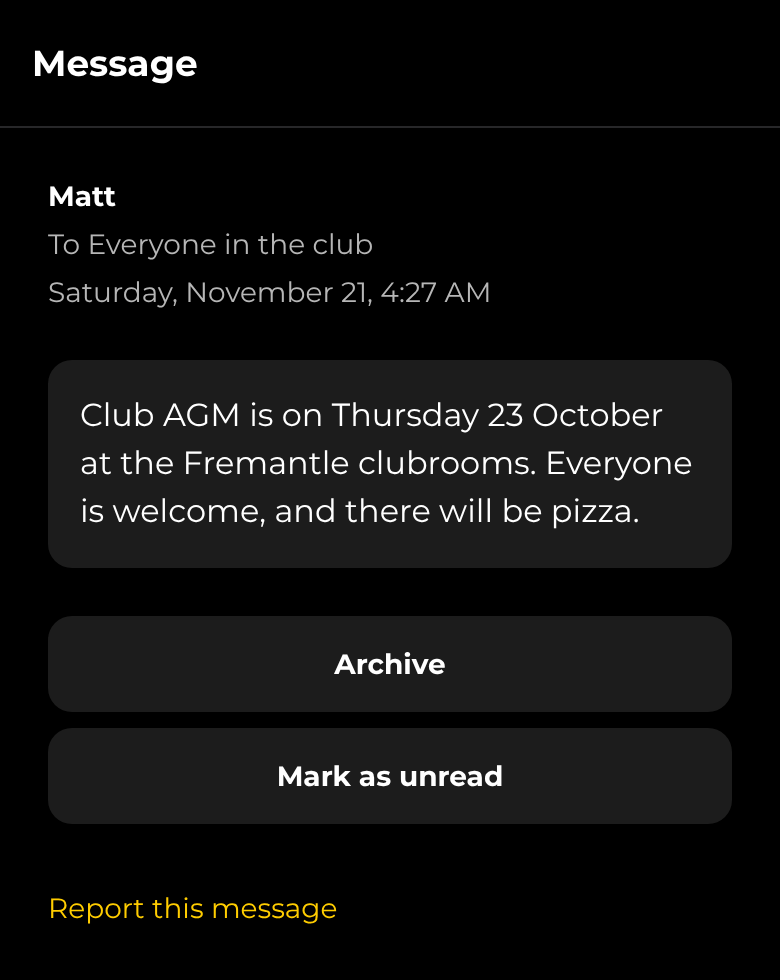 Message
Matt
To Everyone in the club
Saturday, November 21, 4:27 AM
Club AGM is on Thursday 23 October
at the Fremantle clubrooms. Everyone
is welcome, and there will be pizza.
Archive
Mark as unread
Report this message